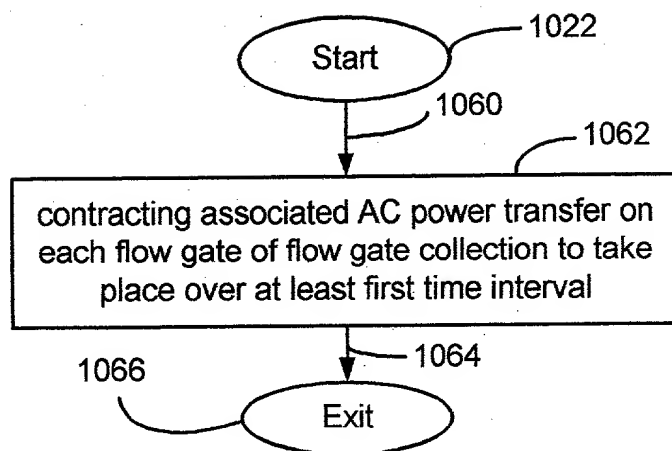 Start
1022
1060
1062
contracting associated AC power transfer on
each flow gate of flow gate collection to take
place over at least first time interval
1064
1066
Exit